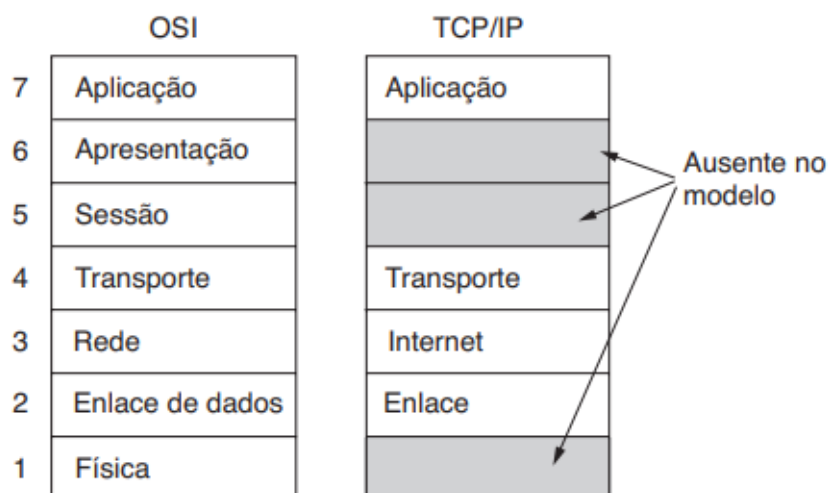 OSI TCP/IP
7 Aplicação Aplicação
6 Apresentação
Ausente no
modelo
5 Sessão
4 Transporte Transporte
3 Rede Internet
2 Enlace de dados Enlace
1 Física